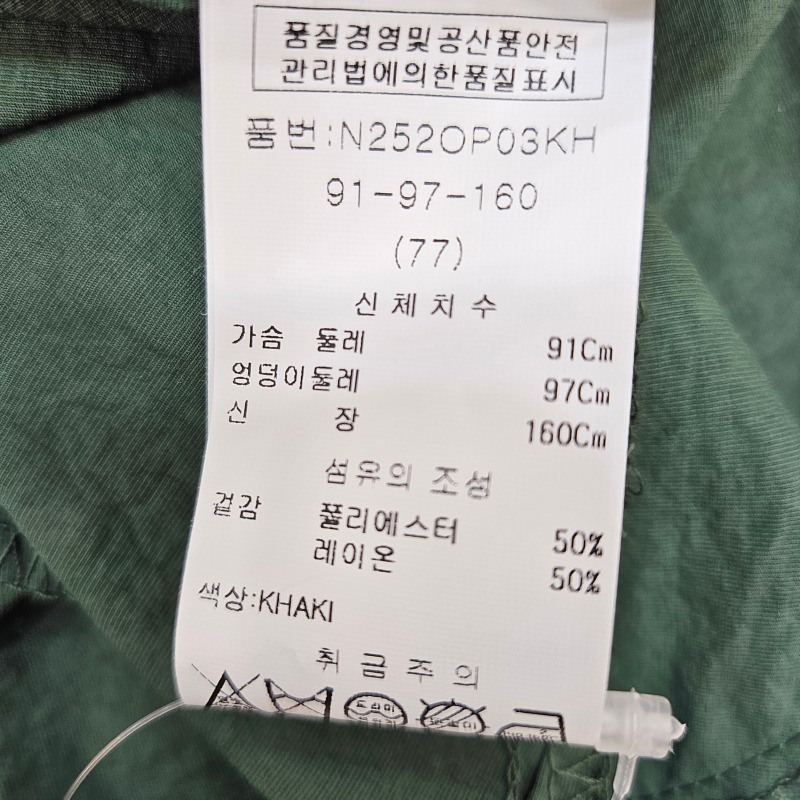 품질경영및공산품안전
관리법에의한품질표시
품번:N252OP03KH
91-97-160
(77)
신체치수
가슴 둘레 91Cm
엉덩이둘레 97Cm
신 장 160Cm
섬유의 조성
겉감 폴리에스터 50%
레이온 50%
색상:KHAKI
취급주의
드라이